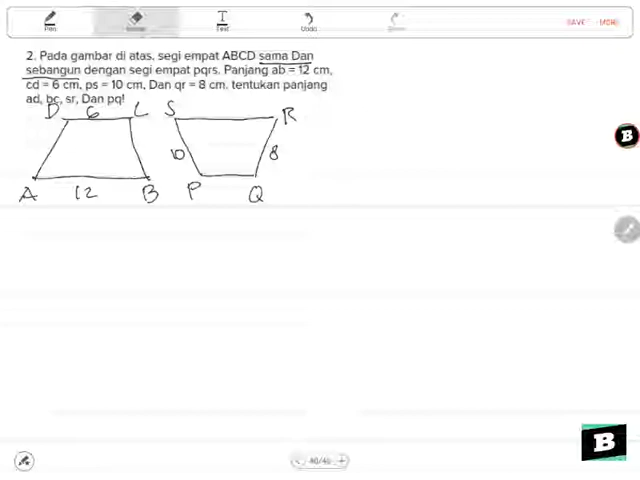 Pen
Text
Undo
SAVE
MORE
2. Pada gambar di atas, segi empat ABCD sama Dan
sebangun dengan segi empat pqrs. Panjang ab = 12 cm,
cd = 6 cm, ps = 10 cm, Dan qr = 8 cm. tentukan panjang
ad, bc, sr, Dan pq!
D 6 C S R
10 8
A 12 B P Q
B
40/40
B